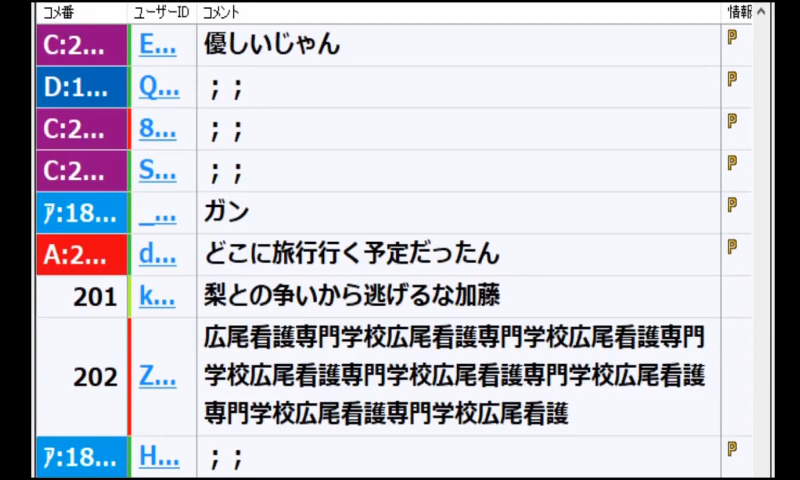 コメ番 ユーザーID コメント 情報
C:2... E... 優しいじゃん P
D:1... Q... ；； P
C:2... 8... ；； P
C:2... S... ；； P
ｱ:18... _... ガン P
A:2... d... どこに旅行行く予定だったん P
201 k... 梨との争いから逃げるな加藤
202 Z... 広尾看護専門学校広尾看護専門学校広尾看護専門
学校広尾看護専門学校広尾看護専門学校広尾看護
専門学校広尾看護専門学校広尾看護
ｱ:18... H... ；； P